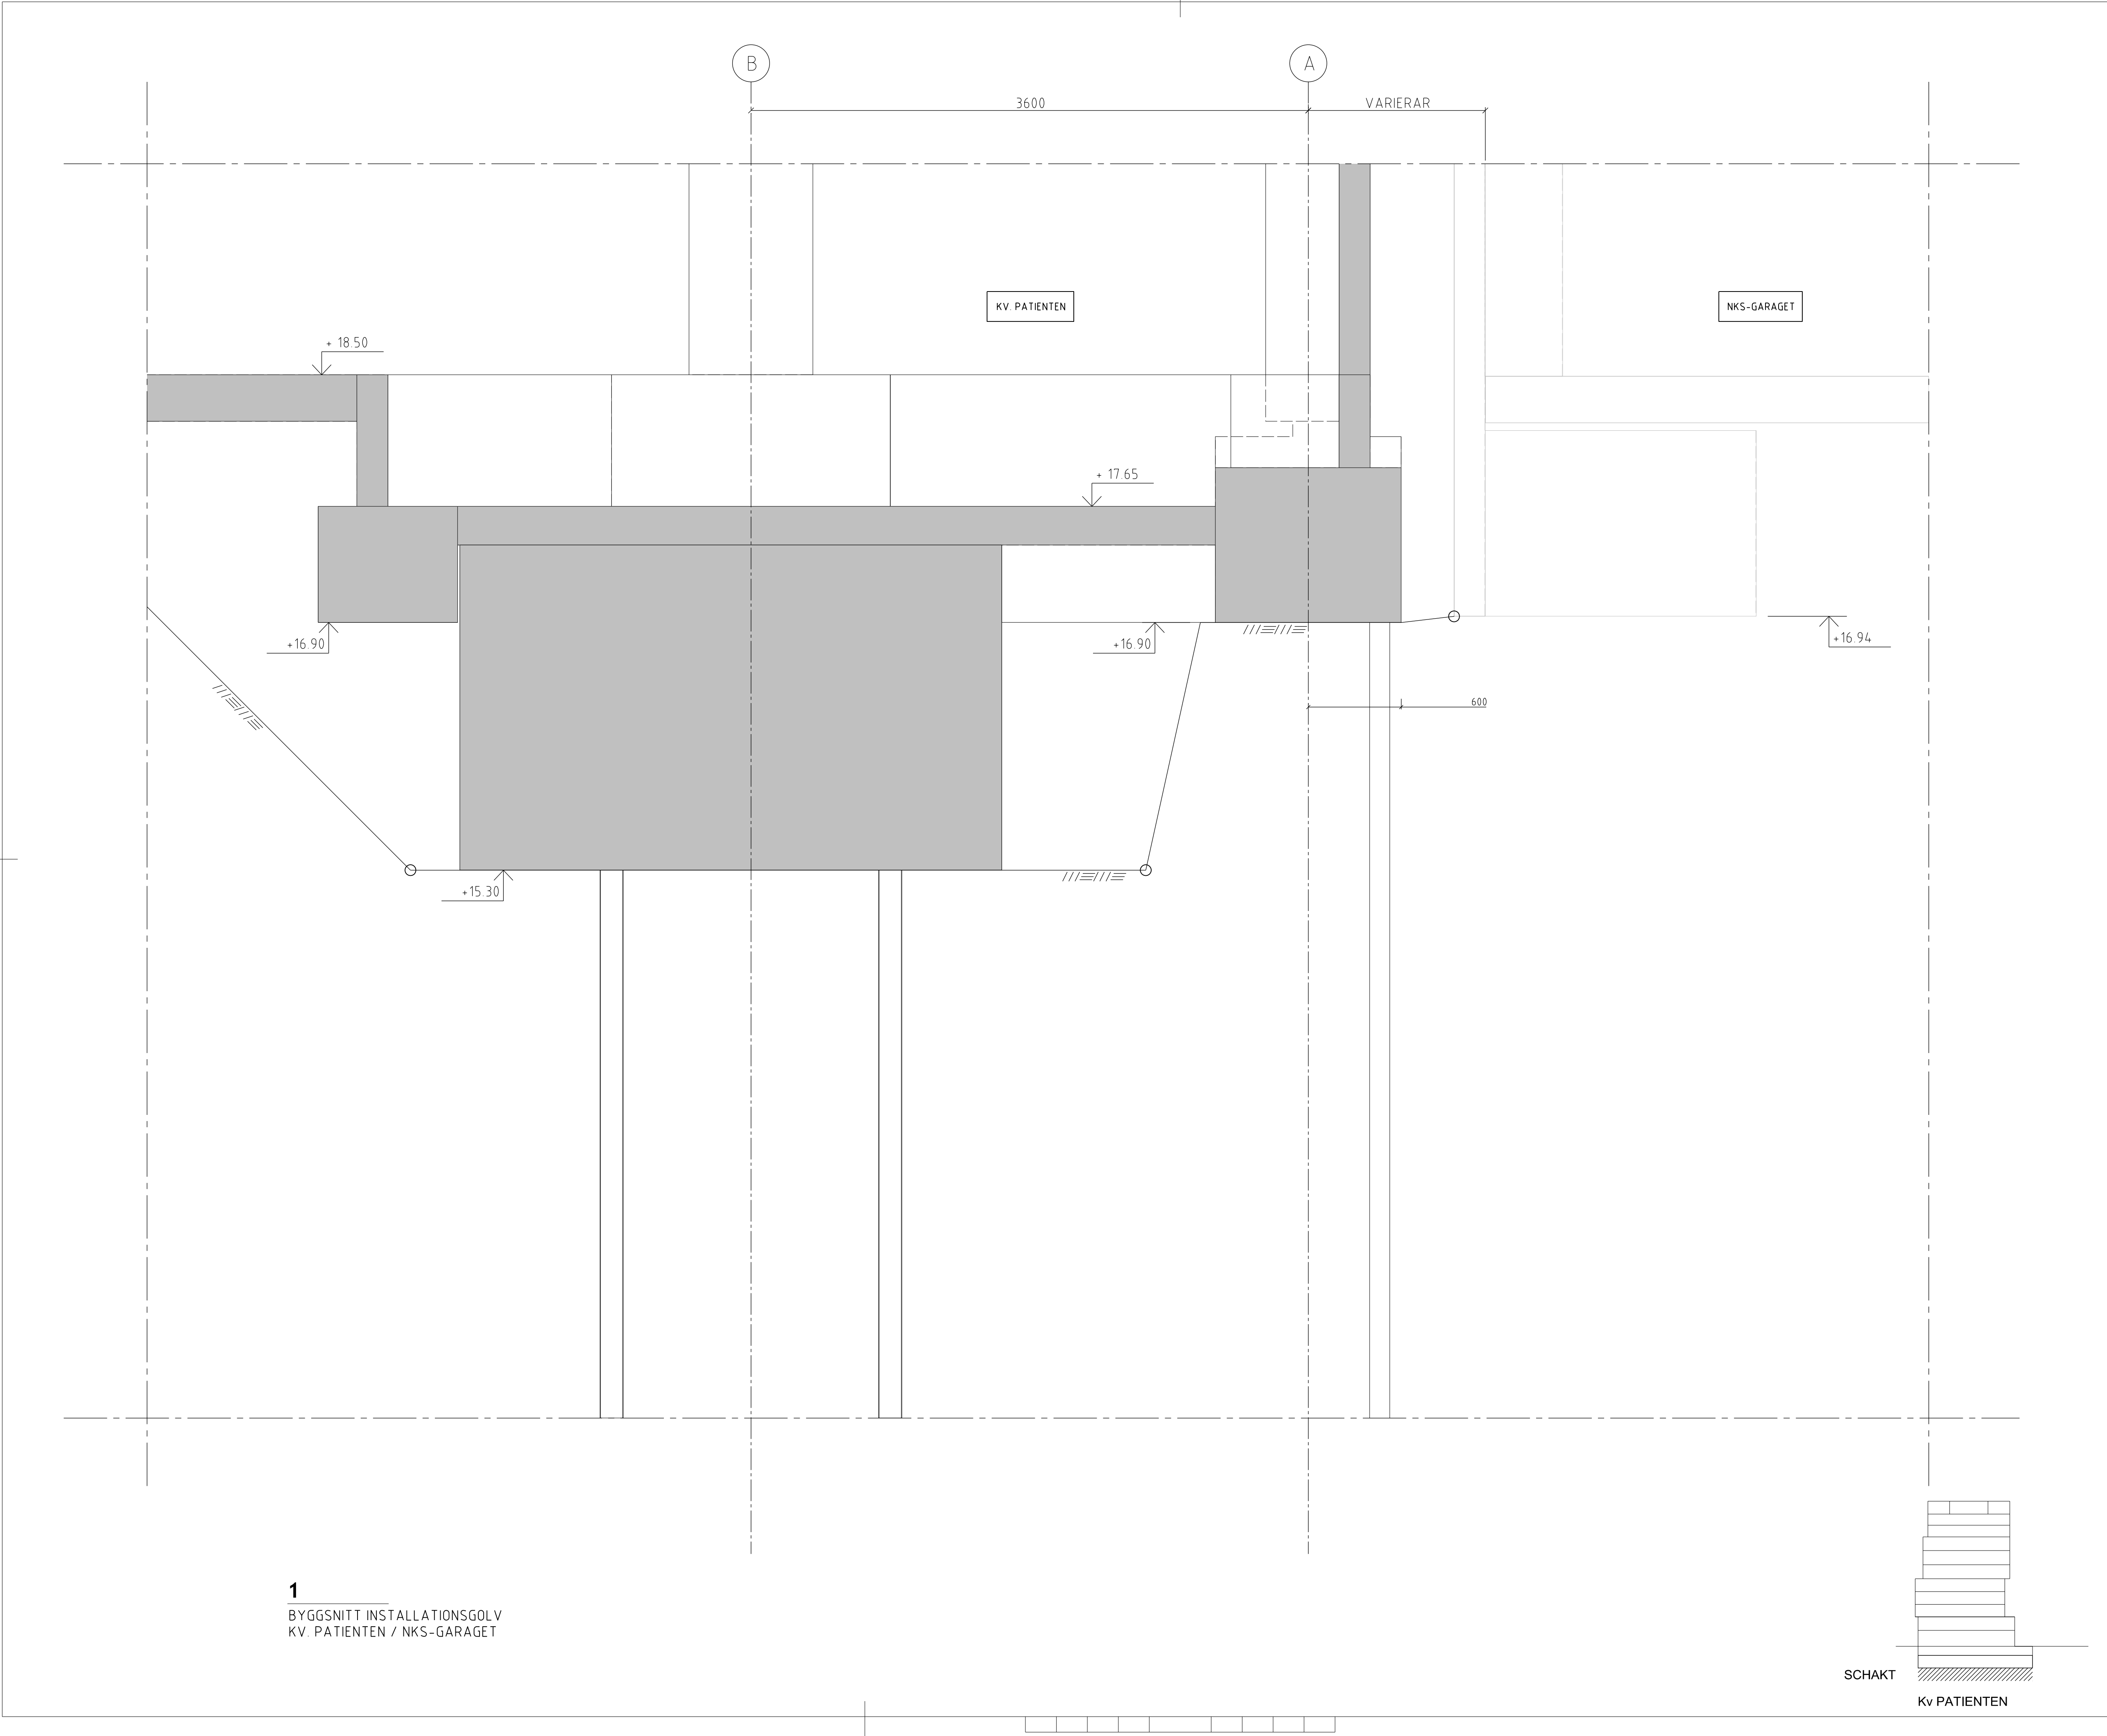 B
A
3600
VARIERAR
KV. PATIENTEN
NKS-GARAGET
+ 18.50
+ 17.65
+16.90
+16.90
+16.94
600
+15.30
1
BYGGSNITT INSTALLATIONSGOLV
KV. PATIENTEN / NKS-GARAGET
SCHAKT
Kv PATIENTEN